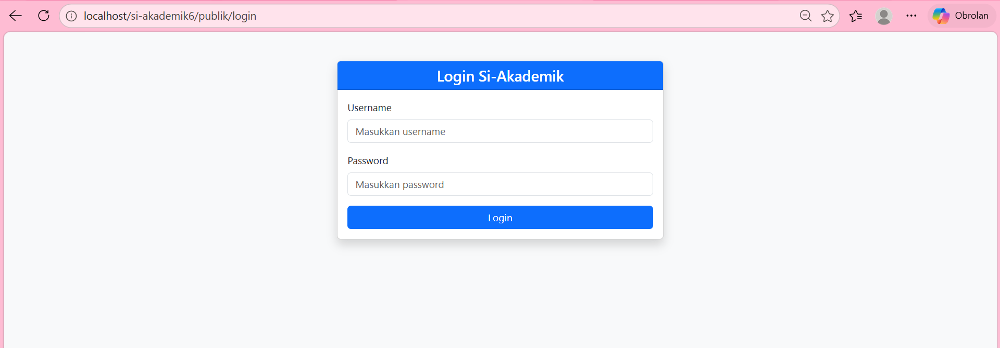 localhost/si-akademik6/publik/login
Obrolan
Login Si-Akademik
Username
Masukkan username
Password
Masukkan password
Login